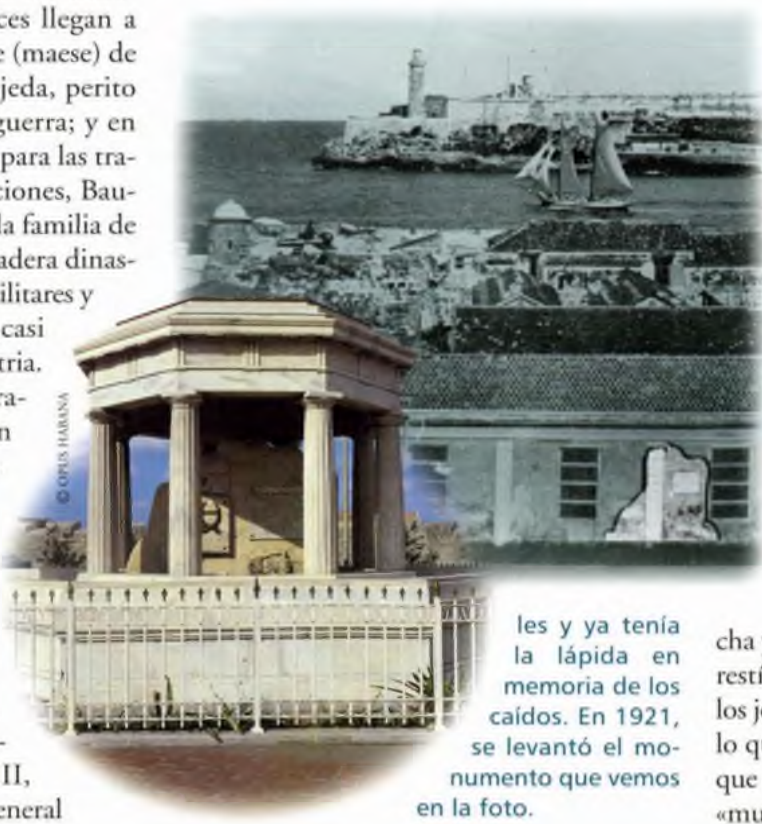 ces llegan a
e (maese) de
jeda, perito
guerra; y en
para las tra-
ciones, Bau-
la familia de
adera dinas-
ilitares y
casi
tria.
ra-
n
II,
eneral
© OPUS HABANA
les y ya tenía
la lápida en
memoria de los
caídos. En 1921,
se levantó el mo-
numento que vemos
en la foto.
cha
restí
los j
lo qu
que
«mu